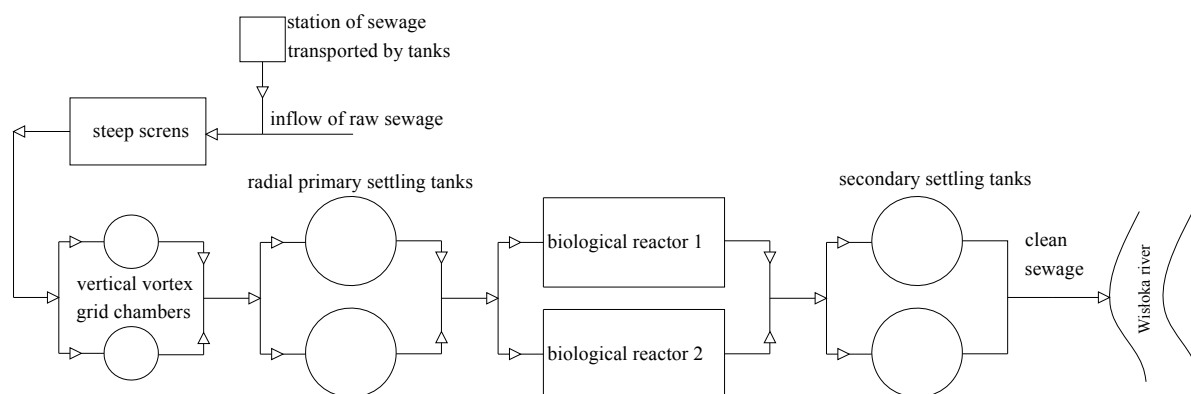 station of sewage
transported by tanks
inflow of raw sewage
steep screns
radial primary settling tanks
secondary settling tanks
vertical vortex
grid chambers
biological reactor 1
biological reactor 2
clean
sewage
Wisłoka river